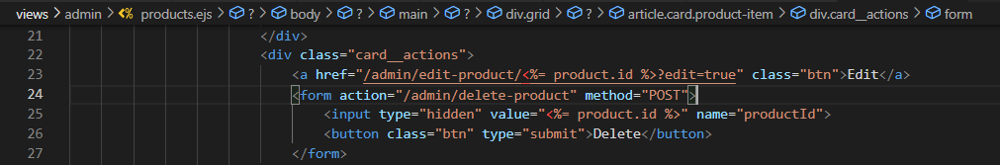 views > admin > products.ejs > ? > body > ? > main > ? > div.grid > ? > article.card.product-item > div.card__actions > form
21 </div>
22 <div class="card__actions">
23 <a href="/admin/edit-product/<%= product.id %>?edit=true" class="btn">Edit</a>
24 <form action="/admin/delete-product" method="POST">
25 <input type="hidden" value="<%= product.id %>" name="productId">
26 <button class="btn" type="submit">Delete</button>
27 </form>